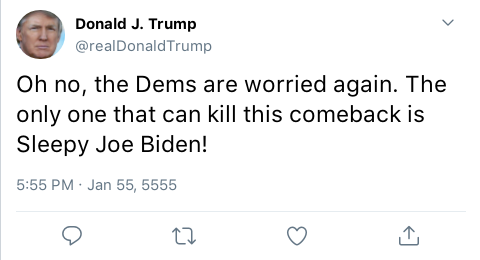 Donald J. Trump
@realDonaldTrump
Oh no, the Dems are worried again. The
only one that can kill this comeback is
Sleepy Joe Biden!
5:55 PM · Jan 55, 5555